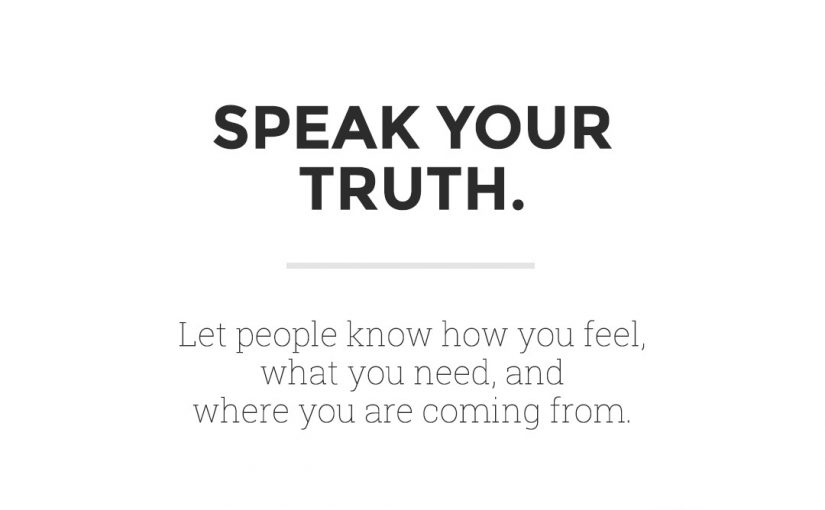 SPEAK YOUR
TRUTH.
Let people know how you feel,
what you need, and
where you are coming from.